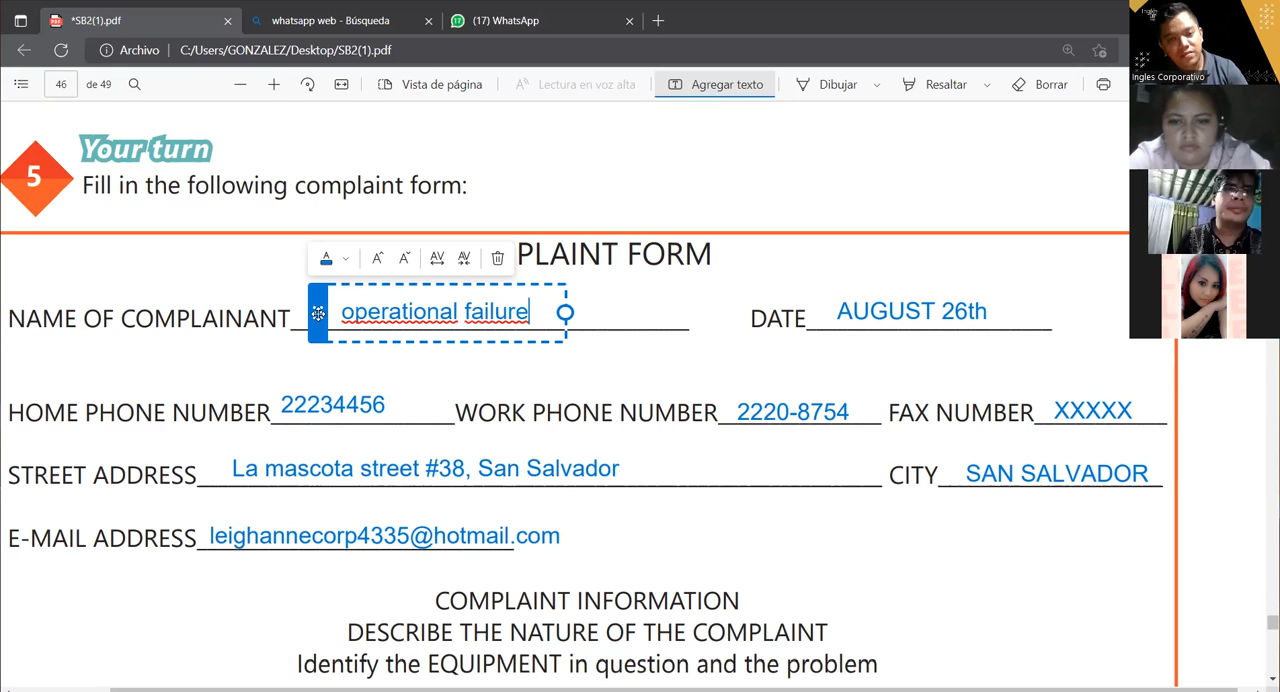 *SB2(1).pdf
whatsapp web - Búsqueda
17
(17) WhatsApp
Archivo
C:/Users/GONZALEZ/Desktop/SB2(1).pdf
46
de 49
Vista de página
Lectura en voz alta
Agregar texto
Dibujar
Resaltar
Borrar
Ingles Corporativo
5
Your turn
Fill in the following complaint form:
PLAINT FORM
NAME OF COMPLAINANT operational failure DATE AUGUST 26th
HOME PHONE NUMBER 22234456 WORK PHONE NUMBER 2220-8754 FAX NUMBER XXXXX
STREET ADDRESS La mascota street #38, San Salvador CITY SAN SALVADOR
E-MAIL ADDRESS leighannecorp4335@hotmail.com
COMPLAINT INFORMATION
DESCRIBE THE NATURE OF THE COMPLAINT
Identify the EQUIPMENT in question and the problem